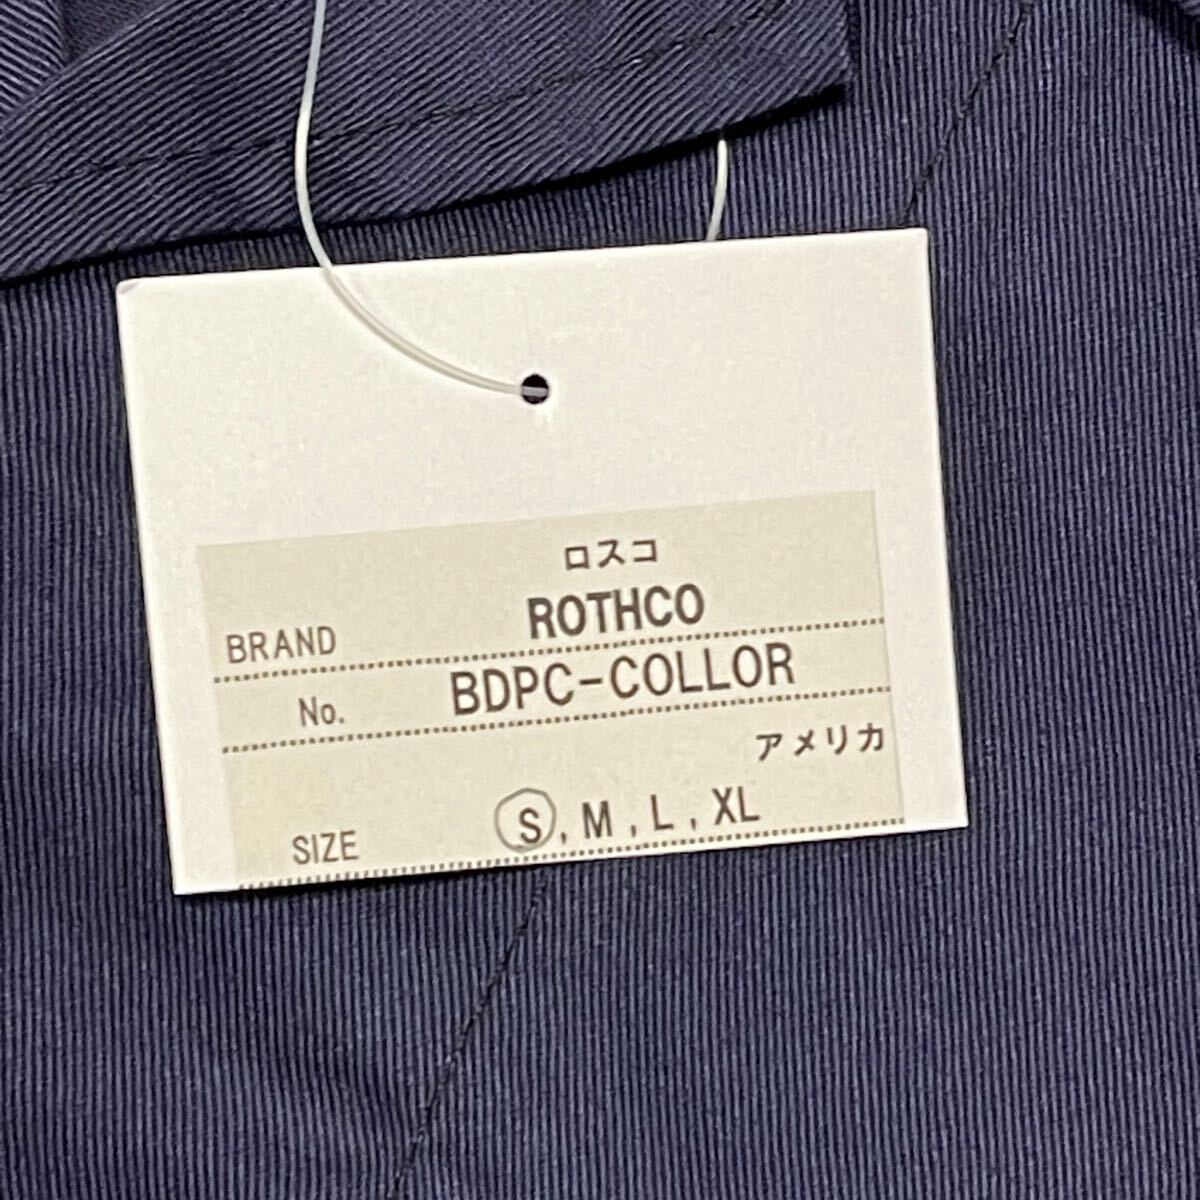 ロスコ
BRAND ROTHCO
No. BDPC-COLLOR
アメリカ
SIZE S, M, L, XL